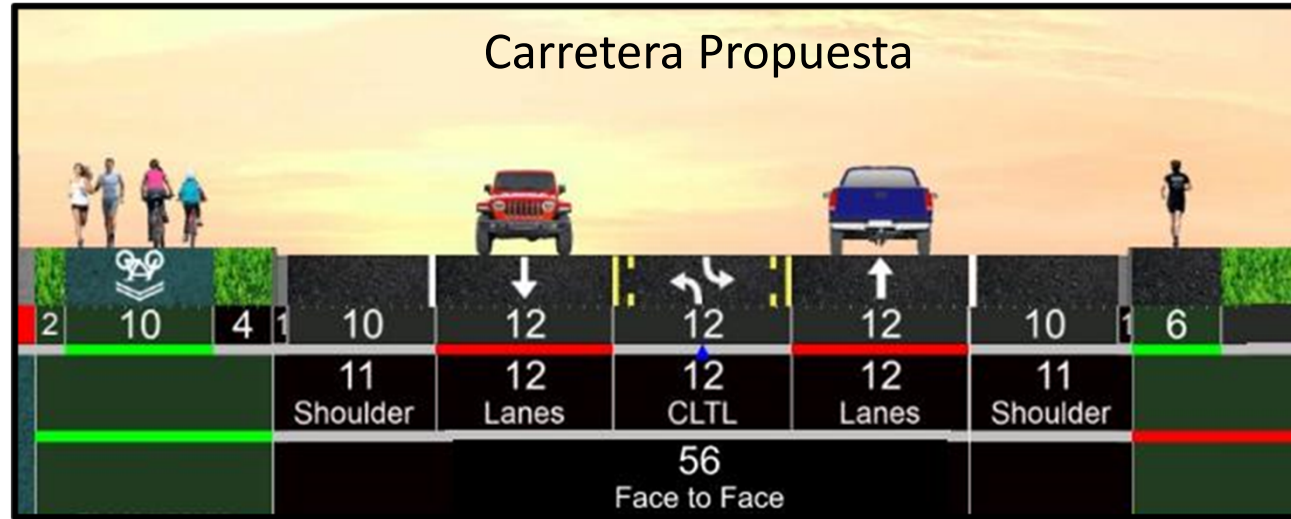 Carretera Propuesta
2 10 4 1 10 12 12 12 10 1 6
11 12 12 12 11
Shoulder Lanes CLTL Lanes Shoulder
56
Face to Face